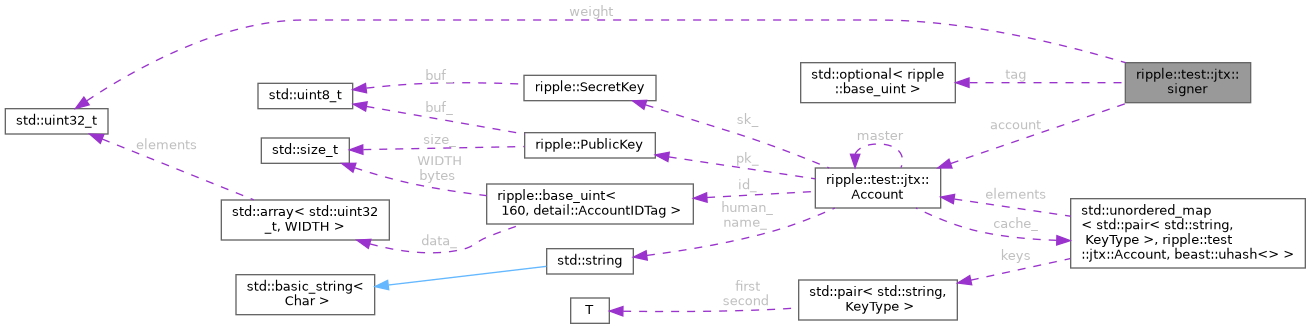 weight
ripple::test::jtx::
signer
std::optional< ripple
::base_uint >
tag
std::uint32_t
std::uint8_t
buf_
ripple::SecretKey
buf_
sk_
account
elements
std::size_t
size_
ripple::PublicKey
pk_
master
WIDTH
bytes
ripple::test::jtx::
Account
ripple::base_uint<
160, detail::AccountIDTag >
id_
std::array< std::uint32
_t, WIDTH >
data_
human_
name_
elements
cache_
std::unordered_map
< std::pair< std::string,
KeyType >, ripple::test
::jtx::Account, beast::uhash<> >
std::string
keys
std::basic_string<
Char >
first
second
std::pair< std::string,
KeyType >
T